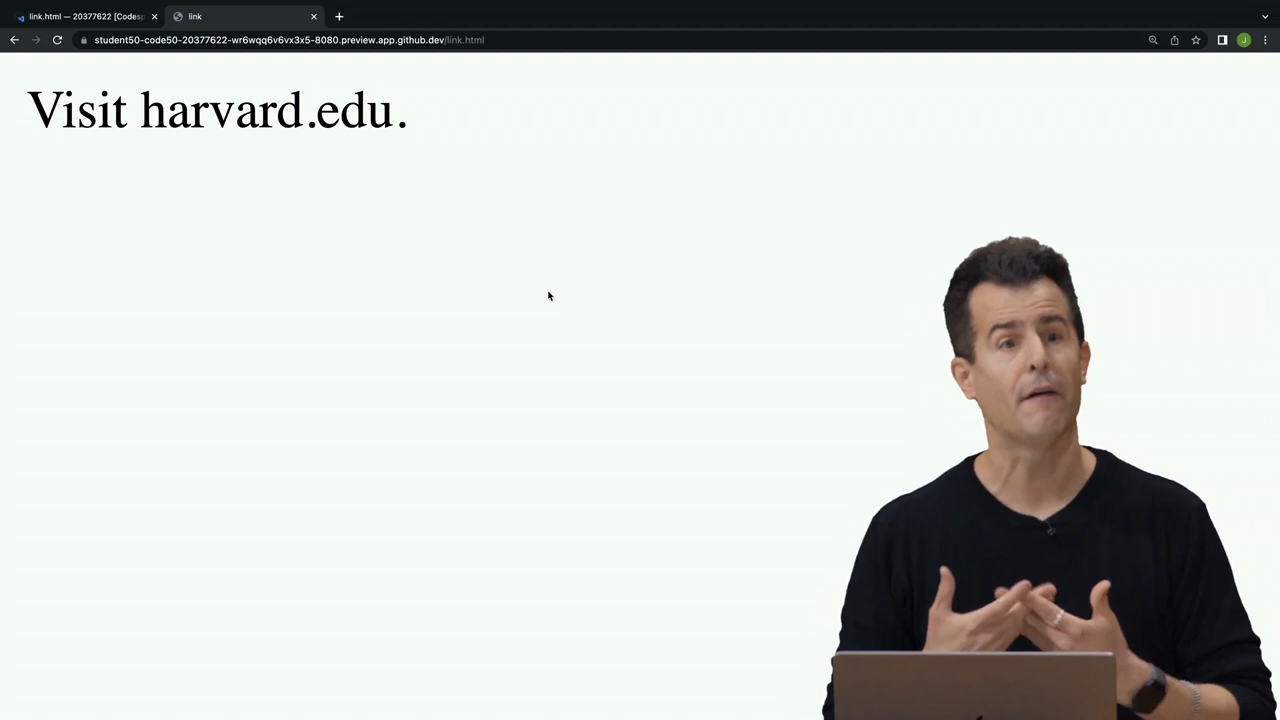 link.html — 20377622 [Codesp
link
student50-code50-20377622-wr6wqq6v6vx3x5-8080.preview.app.github.dev/link.html
J
Visit harvard.edu.